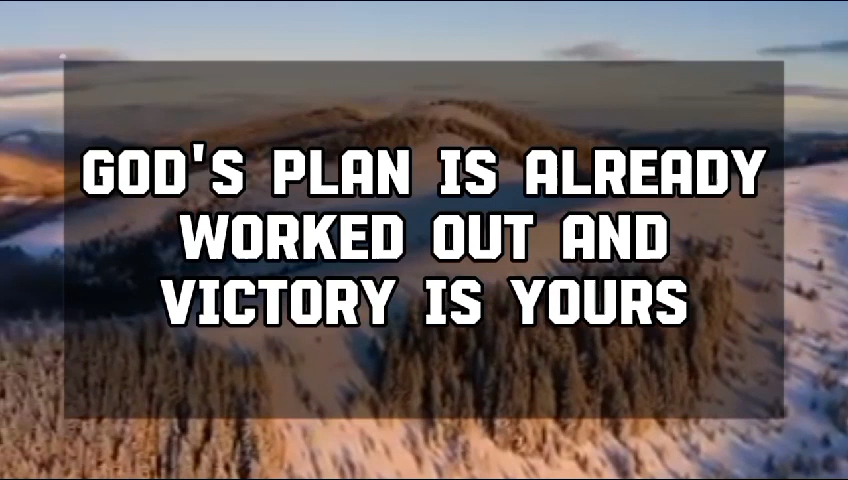 GOD'S PLAN IS ALREADY
WORKED OUT AND
VICTORY IS YOURS